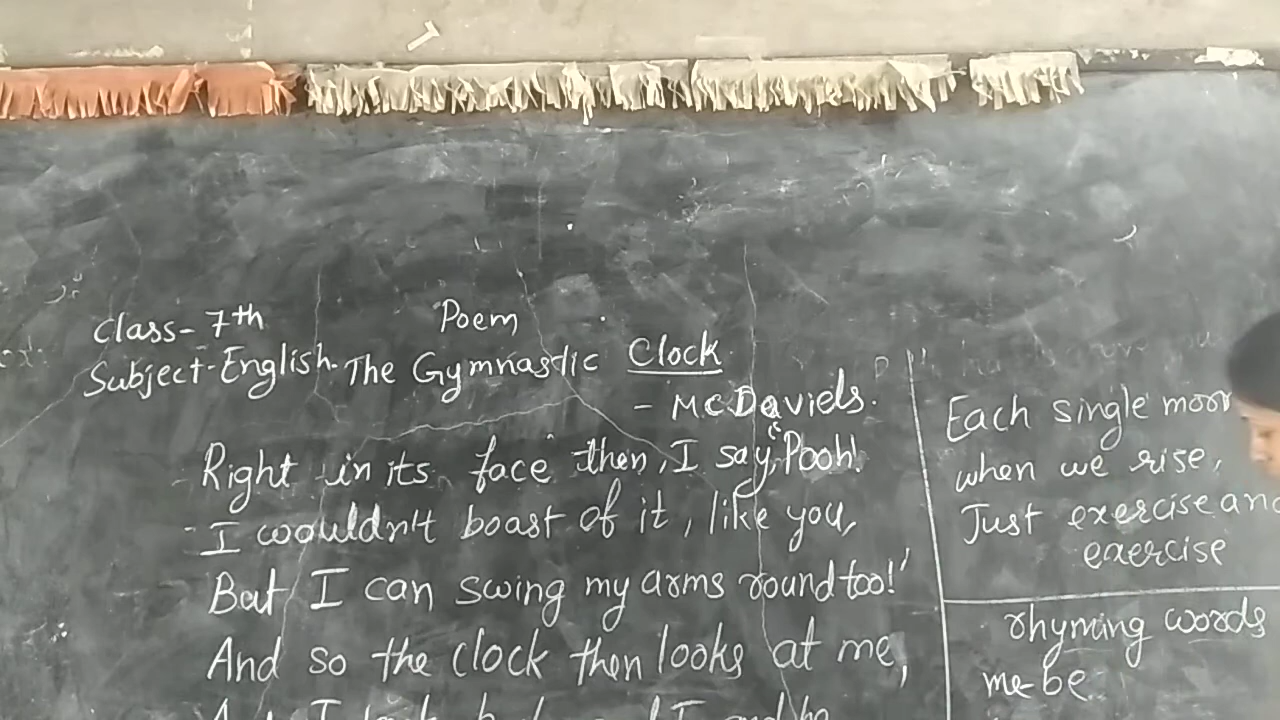 Class- 7th
Poem
Subject-English. The Gymnastic Clock
- MC Daviels.
Right in its face then, I say, "Pooh!
I woouldn't boast of it, like you,
But I can swing my arms round too!'
And so the clock then looks at me,
Each single
when we rise,
Just exercise and
exercise
rhyming words
me-be